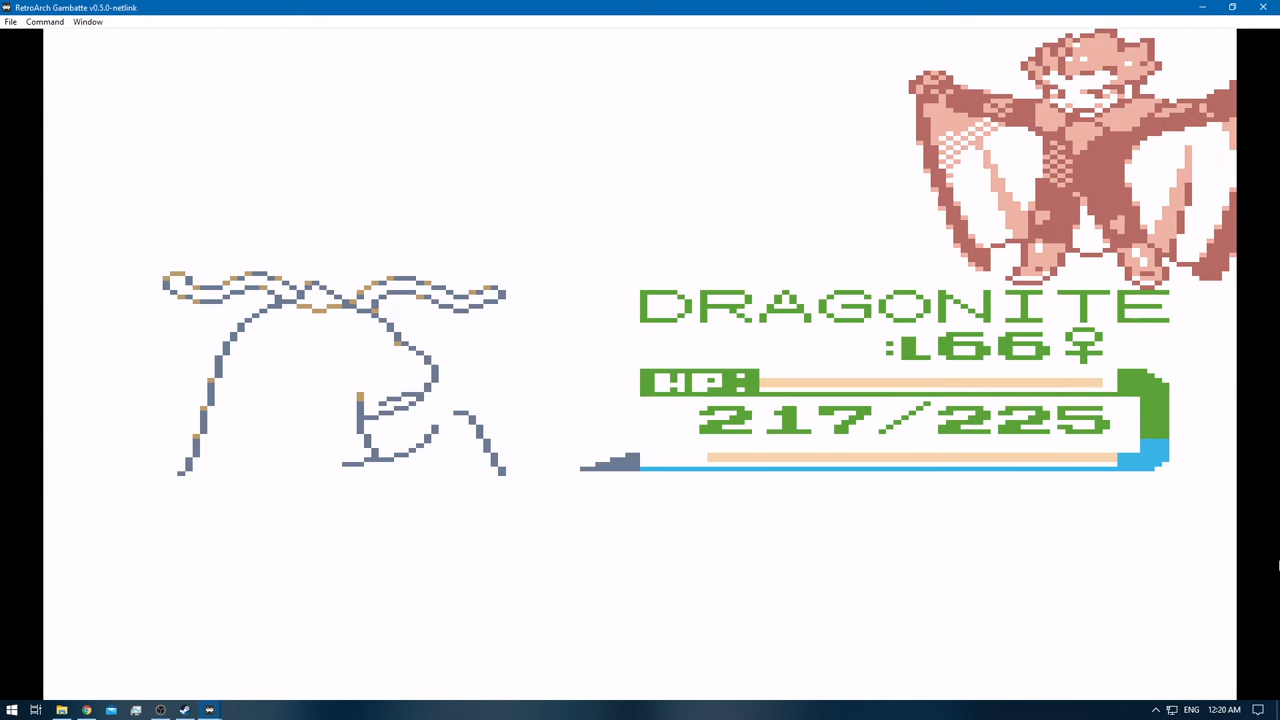 RetroArch Gambatte v0.5.0-netlink
File Command Window
DRAGONITE
:L66♀
HP:
217/225
ENG 12:20 AM